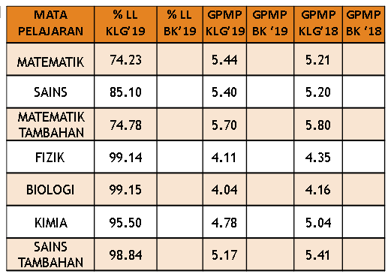 MATA PELAJARAN | % LL KLG'19 | % LL BK'19 | GPMP KLG'19 | GPMP BK '19 | GPMP KLG'18 | GPMP BK '18
MATEMATIK | 74.23 | | 5.44 | | 5.21 |
SAINS | 85.10 | | 5.40 | | 5.20 |
MATEMATIK TAMBAHAN | 74.78 | | 5.70 | | 5.80 |
FIZIK | 99.14 | | 4.11 | | 4.35 |
BIOLOGI | 99.15 | | 4.04 | | 4.16 |
KIMIA | 95.50 | | 4.78 | | 5.04 |
SAINS TAMBAHAN | 98.84 | | 5.17 | | 5.41 |